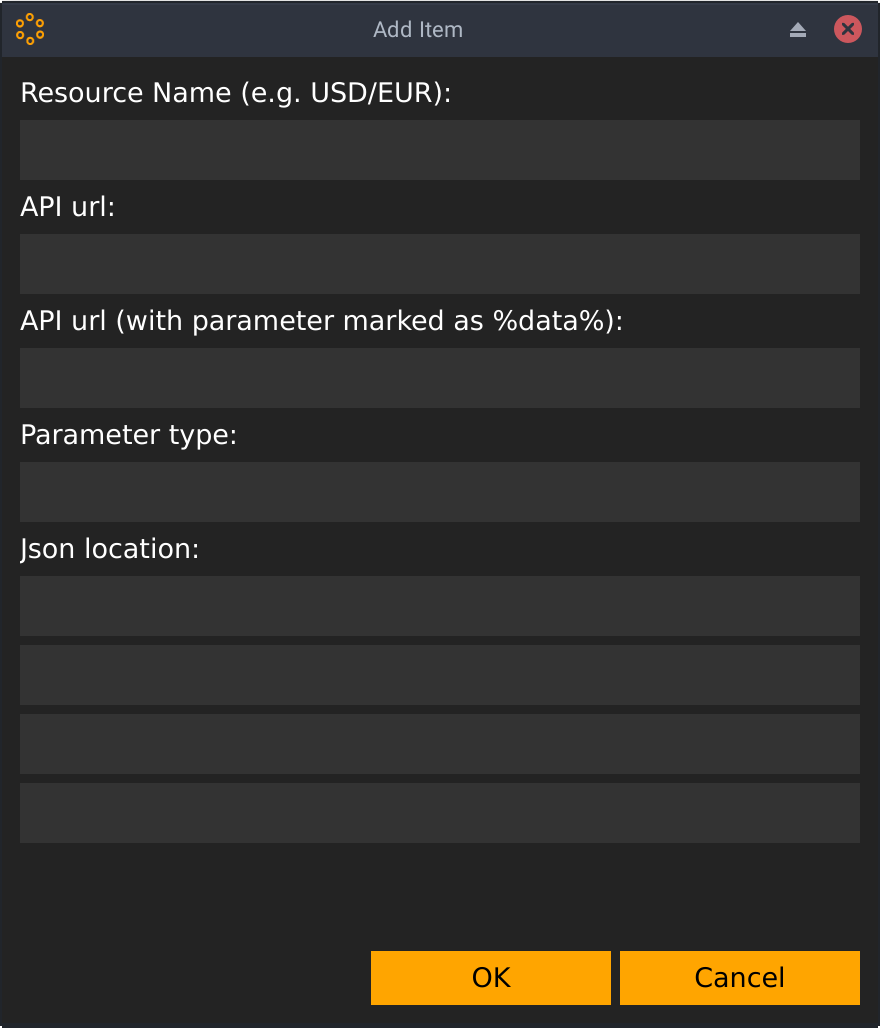 Add Item
Resource Name (e.g. USD/EUR):
API url:
API url (with parameter marked as %data%):
Parameter type:
Json location:
OK
Cancel